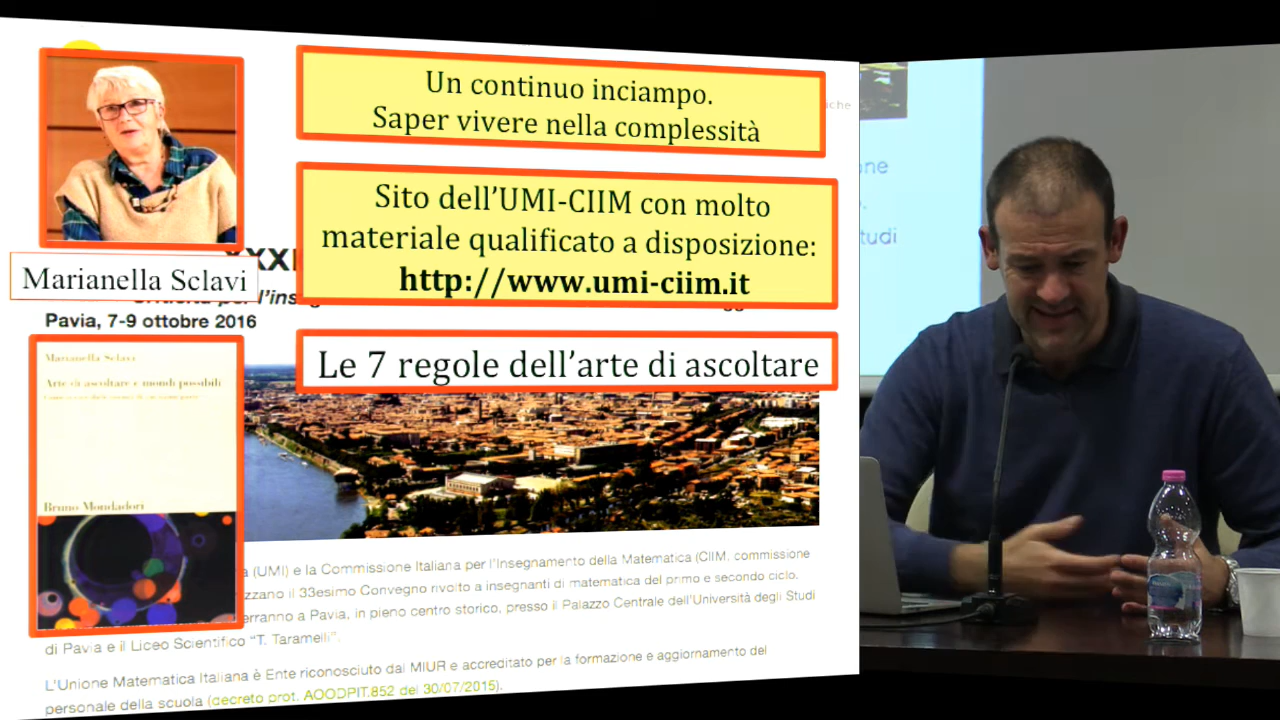 Un continuo inciampo.
Saper vivere nella complessità
iche
Sito dell'UMI-CIIM con molto
materiale qualificato a disposizione:
http://www.umi-ciim.it
XXXI
Marianella Sclavi
Pavia, 7-9 ottobre 2016
Le 7 regole dell'arte di ascoltare
Marianella Sclavi
Arte di ascoltare e mondi possibili
Bruno Mondadori
a (UMI) e la Commissione Italiana per l'Insegnamento della Matematica (CIIM, commissione
zzano il 33esimo Convegno rivolto a insegnanti di matematica del primo e secondo ciclo.
erranno a Pavia, in pieno centro storico, presso il Palazzo Centrale dell'Università degli Studi
di Pavia e il Liceo Scientifico "T. Taramelli".
L'Unione Matematica Italiana è Ente riconosciuto dal MIUR e accreditato per la formazione e aggiornamento del
personale della scuola (decreto prot. AOODPIT.852 del 30/07/2015).
one
tudi